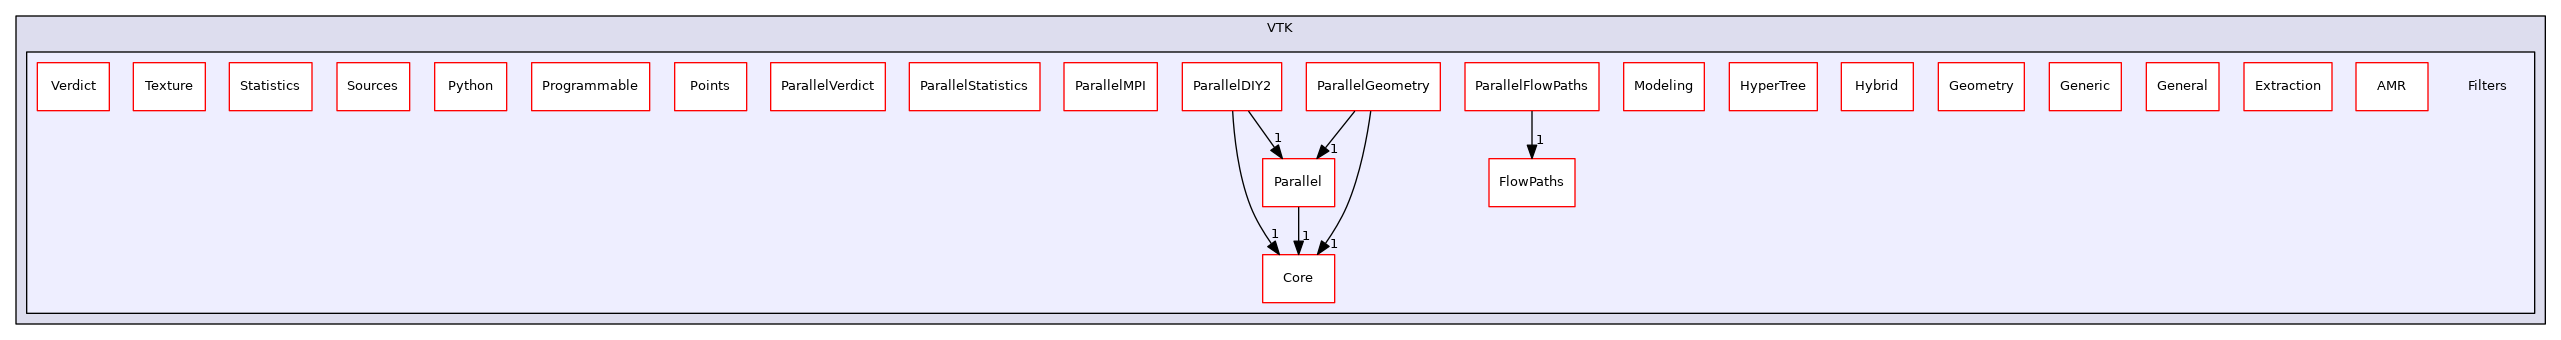 VTK
Verdict
Texture
Statistics
Sources
Python
Programmable
Points
ParallelVerdict
ParallelStatistics
ParallelMPI
ParallelDIY2
ParallelGeometry
ParallelFlowPaths
Modeling
HyperTree
Hybrid
Geometry
Generic
General
Extraction
AMR
Filters
1
1
1
Parallel
FlowPaths
1
1
1
Core